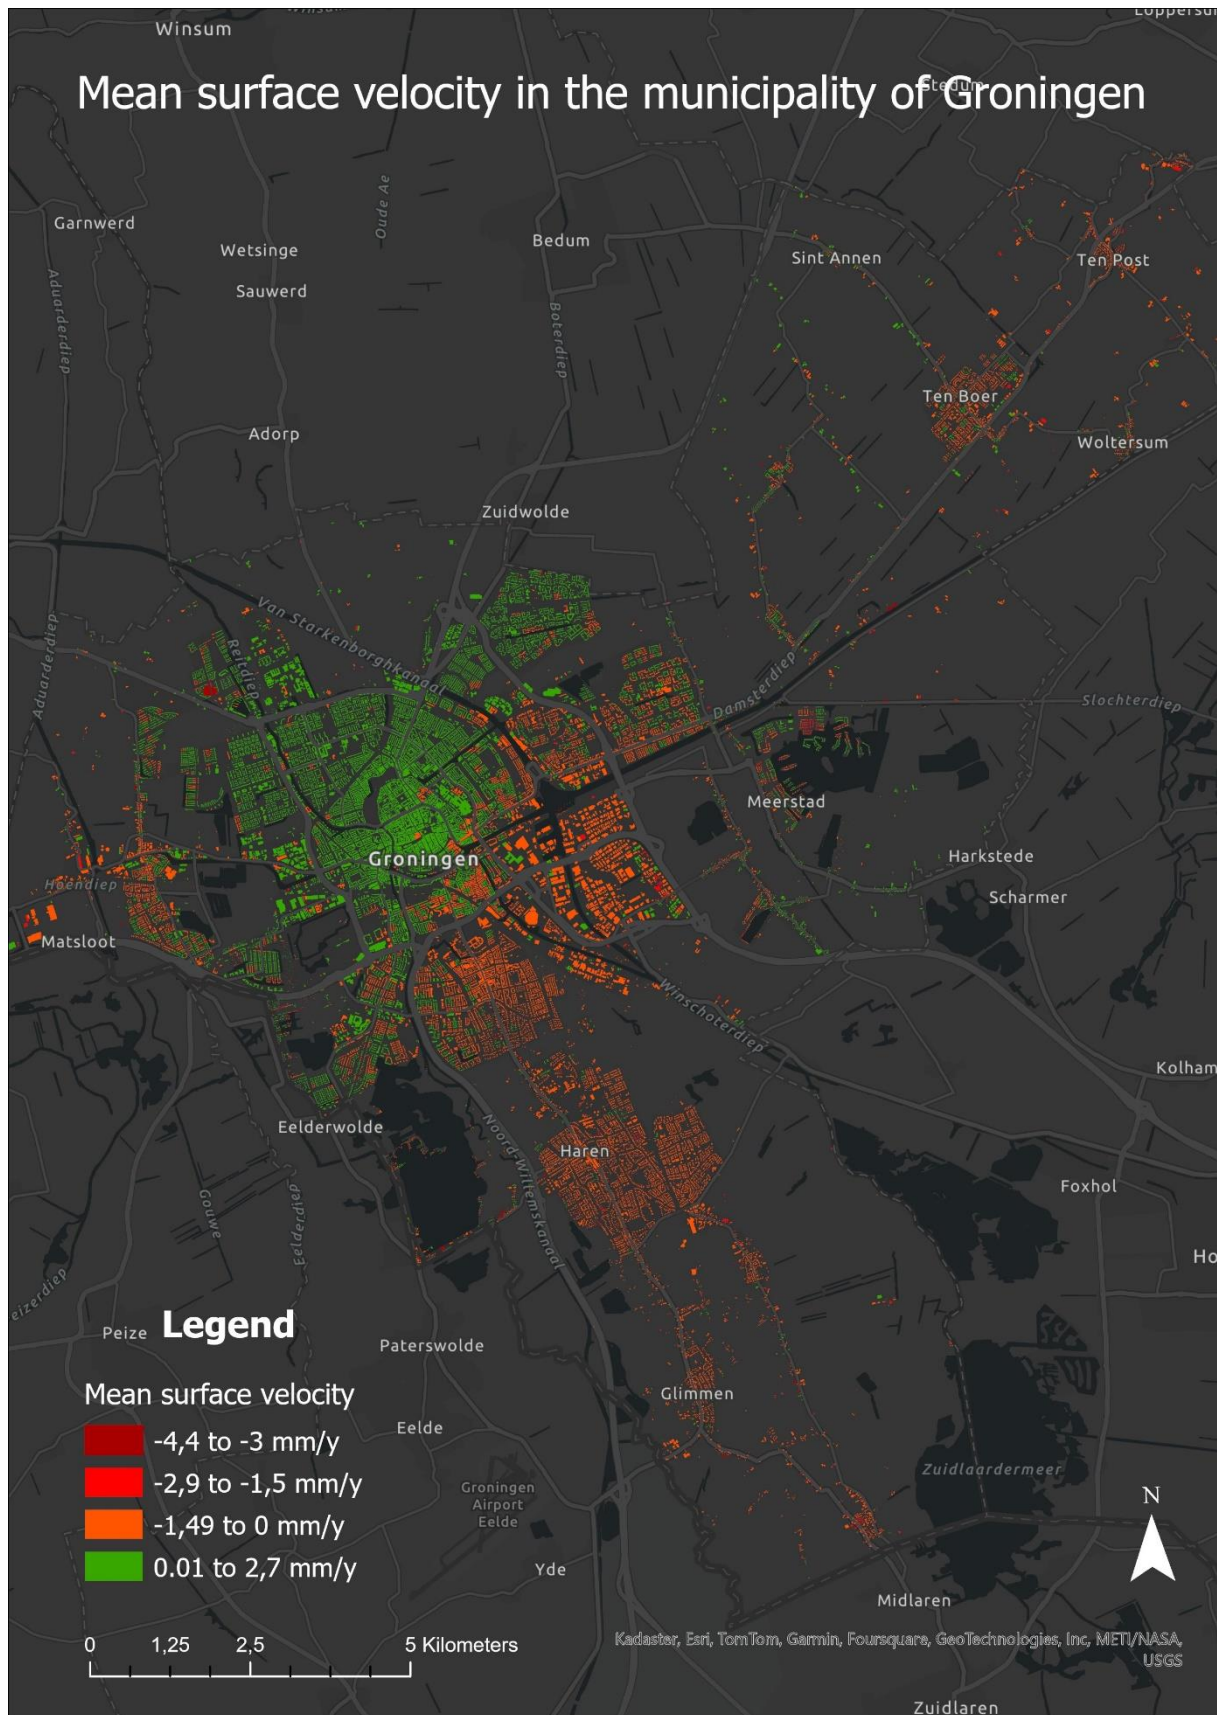 Winsum
Winsum
Loppersum
Mean surface velocity in the municipality of Groningen
Stedum
Garnwerd
Oude Ae
Wetsinge
Bedum
Sint Annen
Ten Post
Sauwerd
Aduarderdiep
Boterdiep
Ten Boer
Adorp
Woltersum
Zuidwolde
Van Starkenborghkanaal
Reitdiep
Aduarderdiep
Damsterdiep
Slochterdiep
Meerstad
Groningen
Harkstede
Hoendiep
Scharmer
Matsloot
Winschoterdiep
Kolham
Eelderwolde
Noord-Willemskanaal
Haren
Foxhol
Gouwe
Eelderdiep
Ho
eizerdiep
Peize
Legend
Paterswolde
Mean surface velocity
Glimmen
-4,4 to -3 mm/y
Eelde
-2,9 to -1,5 mm/y
Zuidlaardermeer
Groningen
Airport
Eelde
N
-1,49 to 0 mm/y
0.01 to 2,7 mm/y
Yde
Midlaren
0 1,25 2,5 5 Kilometers
Kadaster, Esri, TomTom, Garmin, Foursquare, GeoTechnologies, Inc, METI/NASA,
USGS
Zuidlaren